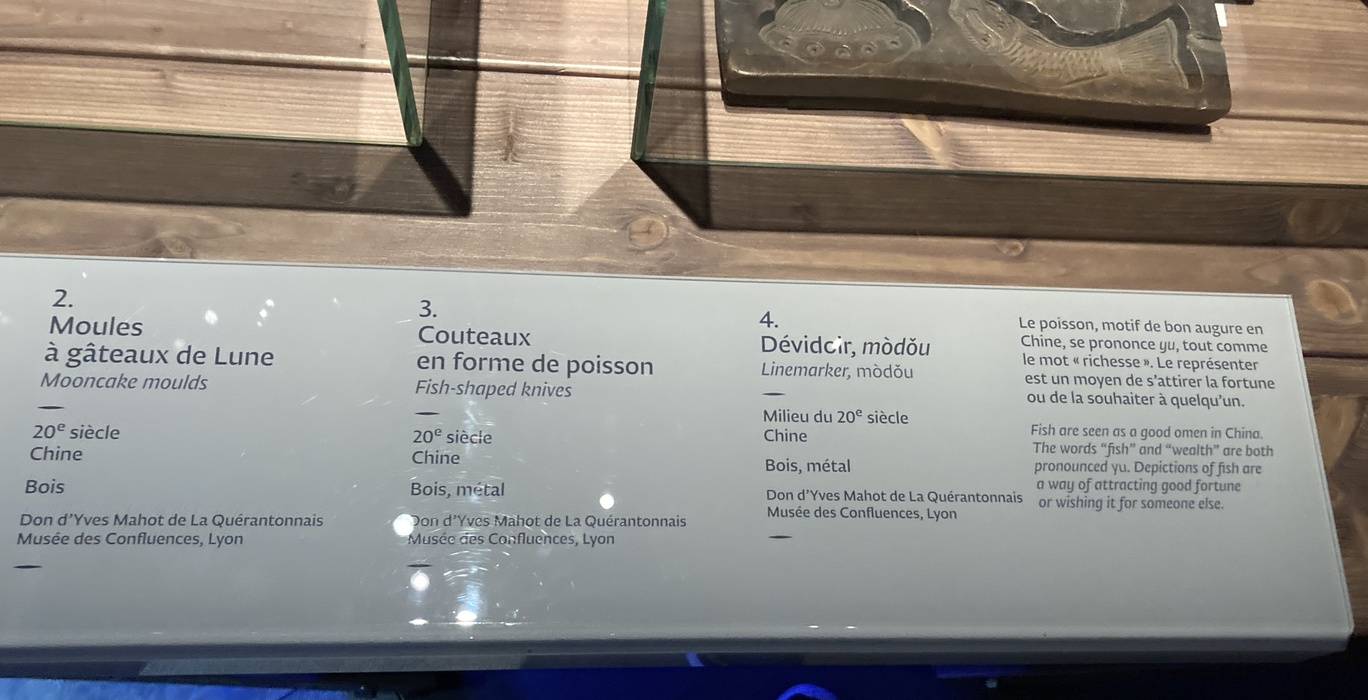 2.
Moules
à gâteaux de Lune
Mooncake moulds
20e siècle
Chine
Bois
Don d'Yves Mahot de La Quérantonnais
Musée des Confluences, Lyon
3.
Couteaux
en forme de poisson
Fish-shaped knives
20e siècle
Chine
Bois, métal
Don d'Yves Mahot de La Quérantonnais
Musée des Confluences, Lyon
4.
Dévidoir, mòdǒu
Linemarker, mòdǒu
Milieu du 20e siècle
Chine
Bois, métal
Don d'Yves Mahot de La Quérantonnais
Musée des Confluences, Lyon
Le poisson, motif de bon augure en
Chine, se prononce yu, tout comme
le mot « richesse ». Le représenter
est un moyen de s'attirer la fortune
ou de la souhaiter à quelqu'un.
Fish are seen as a good omen in China.
The words "fish" and "wealth" are both
pronounced yu. Depictions of fish are
a way of attracting good fortune
or wishing it for someone else.